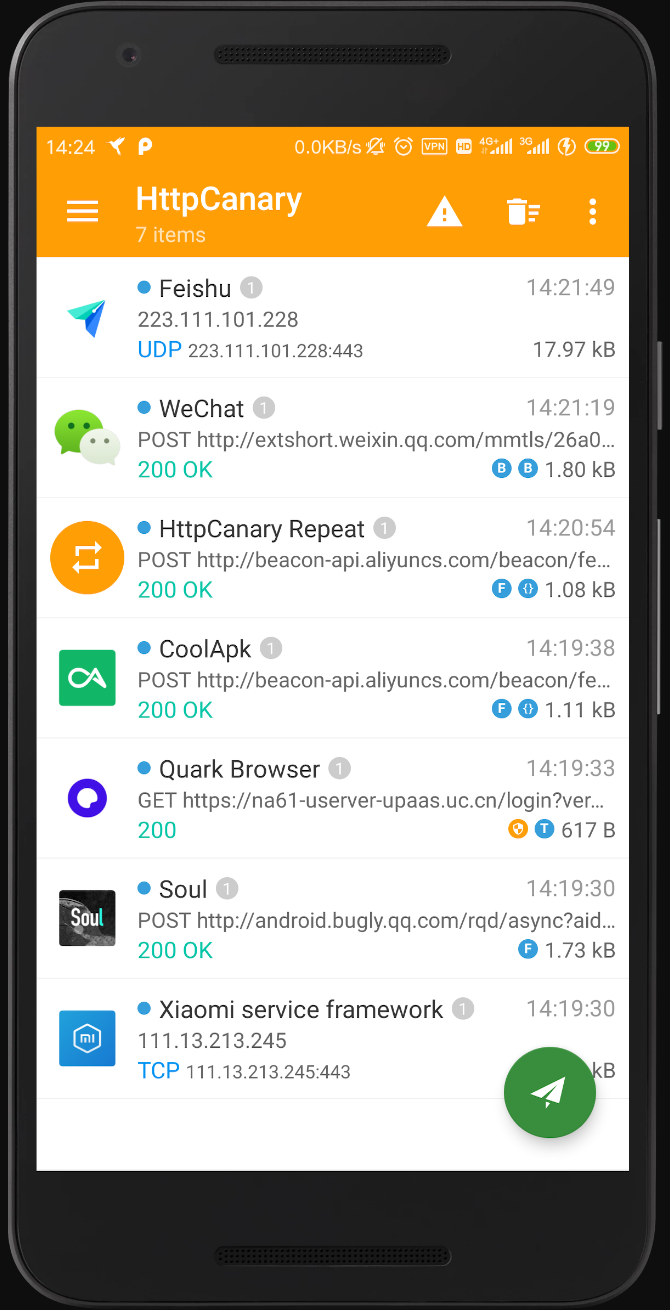 14:24 0.0KB/s VPN HD 4G+ 3G 99
HttpCanary
7 items
Feishu 1 14:21:49
223.111.101.228
UDP 223.111.101.228:443 17.97 kB
WeChat 1 14:21:19
POST http://extshort.weixin.qq.com/mmtls/26a0...
200 OK B B 1.80 kB
HttpCanary Repeat 1 14:20:54
POST http://beacon-api.aliyuncs.com/beacon/fe...
200 OK F {} 1.08 kB
CoolApk 1 14:19:38
POST http://beacon-api.aliyuncs.com/beacon/fe...
200 OK F {} 1.11 kB
Quark Browser 1 14:19:33
GET https://na61-userver-upaas.uc.cn/login?ver...
200 T 617 B
Soul
Soul 1 14:19:30
POST http://android.bugly.qq.com/rqd/async?aid...
200 OK F 1.73 kB
mi
Xiaomi service framework 1 14:19:30
111.13.213.245
TCP 111.13.213.245:443 kB